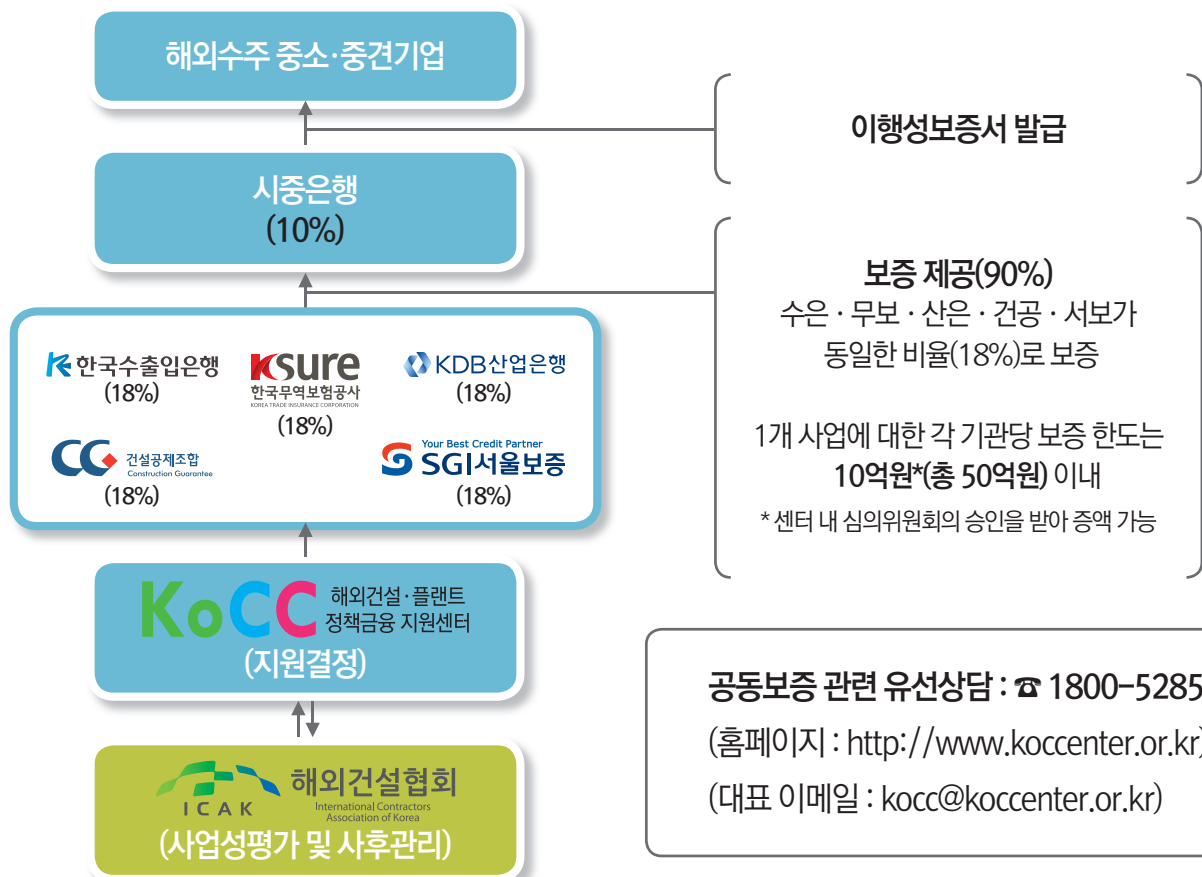 해외수주 중소·중견기업
시중은행
(10%)
한국수출입은행
(18%)
Ksure
한국무역보험공사
KOREA TRADE INSURANCE CORPORATION
(18%)
KDB산업은행
(18%)
CG 건설공제조합
Construction Guarantee
(18%)
Your Best Credit Partner
SGI서울보증
(18%)
KoCC 해외건설·플랜트
정책금융 지원센터
(지원결정)
ICAK
해외건설협회
International Contractors
Association of Korea
(사업성평가 및 사후관리)
이행성보증서 발급
보증 제공(90%)
수은·무보·산은·건공·서보가
동일한 비율(18%)로 보증
1개 사업에 대한 각 기관당 보증 한도는
10억원*(총 50억원) 이내
* 센터 내 심의위원회의 승인을 받아 증액 가능
공동보증 관련 유선상담 : ☎ 1800-5285
(홈페이지 : http://www.koccenter.or.kr)
(대표 이메일 : kocc@koccenter.or.kr)